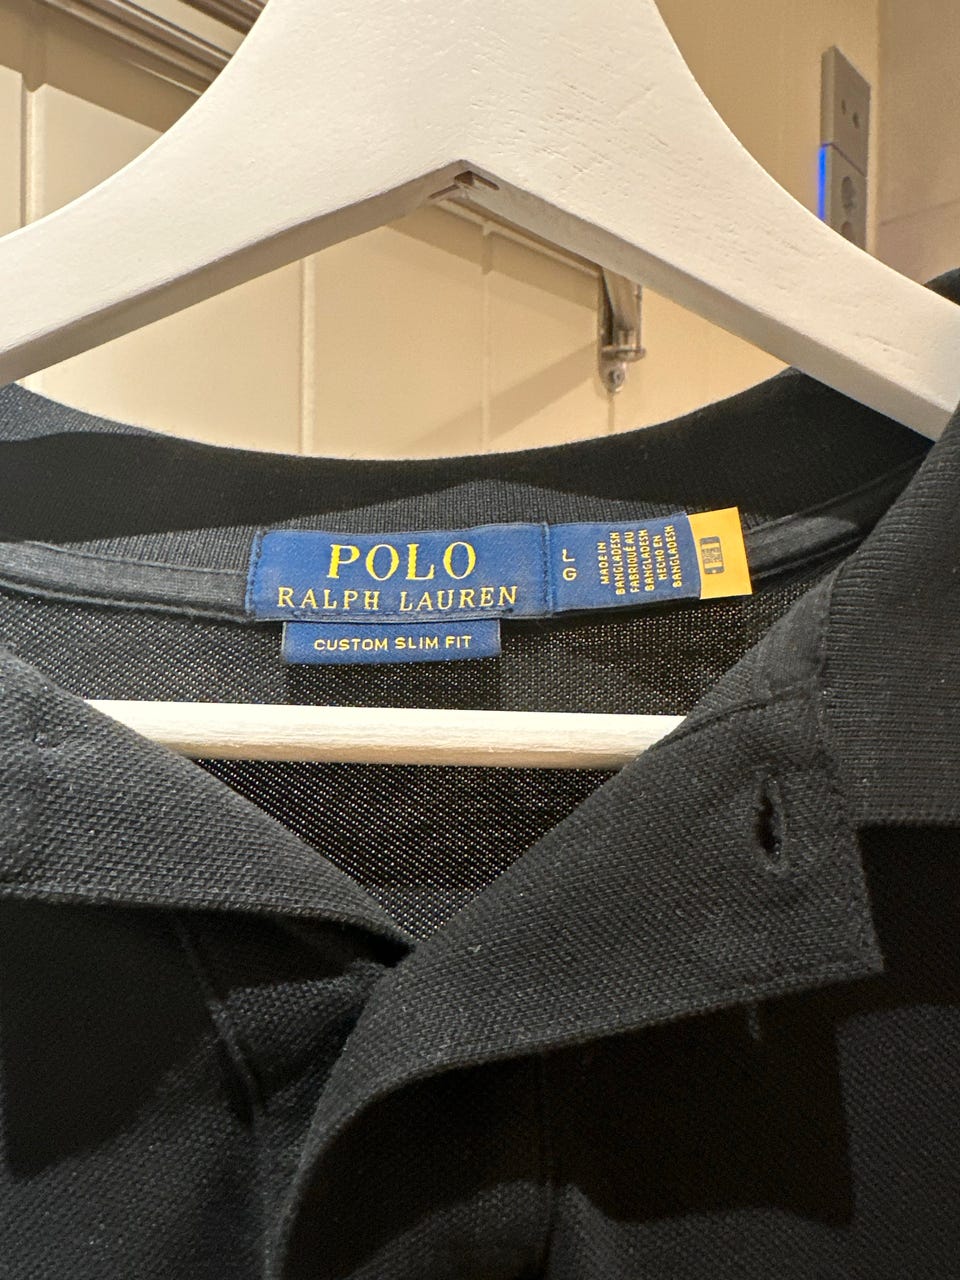 POLO
RALPH LAUREN
CUSTOM SLIM FIT
L
G
MADE IN
BANGLADESH
FABRIQUÉ AU
BANGLADESH
HECHO EN
BANGLADESH